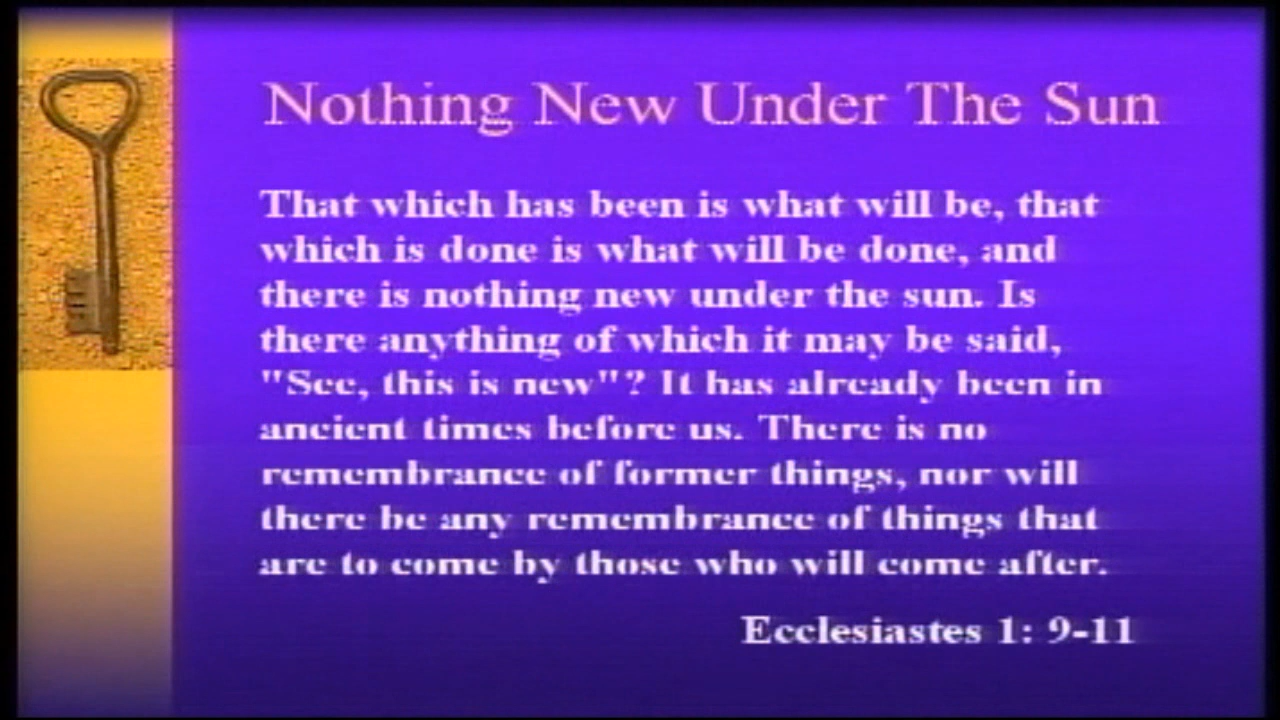 Nothing New Under The Sun
That which has been is what will be, that
which is done is what will be done, and
there is nothing new under the sun. Is
there anything of which it may be said,
"See, this is new"? It has already been in
ancient times before us. There is no
remembrance of former things, nor will
there be any remembrance of things that
are to come by those who will come after.
Ecclesiastes 1: 9-11